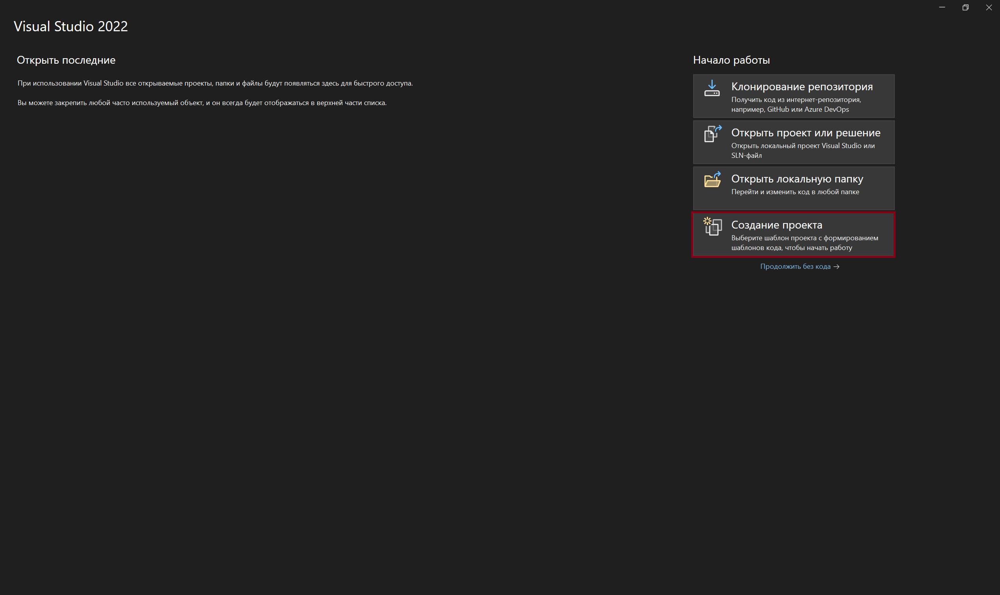 Visual Studio 2022
Открыть последние
При использовании Visual Studio все открываемые проекты, папки и файлы будут появляться здесь для быстрого доступа.
Вы можете закрепить любой часто используемый объект, и он всегда будет отображаться в верхней части списка.
Начало работы
Клонирование репозитория
Получить код из интернет-репозитория,
например, GitHub или Azure DevOps
Открыть проект или решение
Открыть локальный проект Visual Studio или
SLN-файл
Открыть локальную папку
Перейти и изменить код в любой папке
Создание проекта
Выберите шаблон проекта с формированием
шаблонов кода, чтобы начать работу
Продолжить без кода →